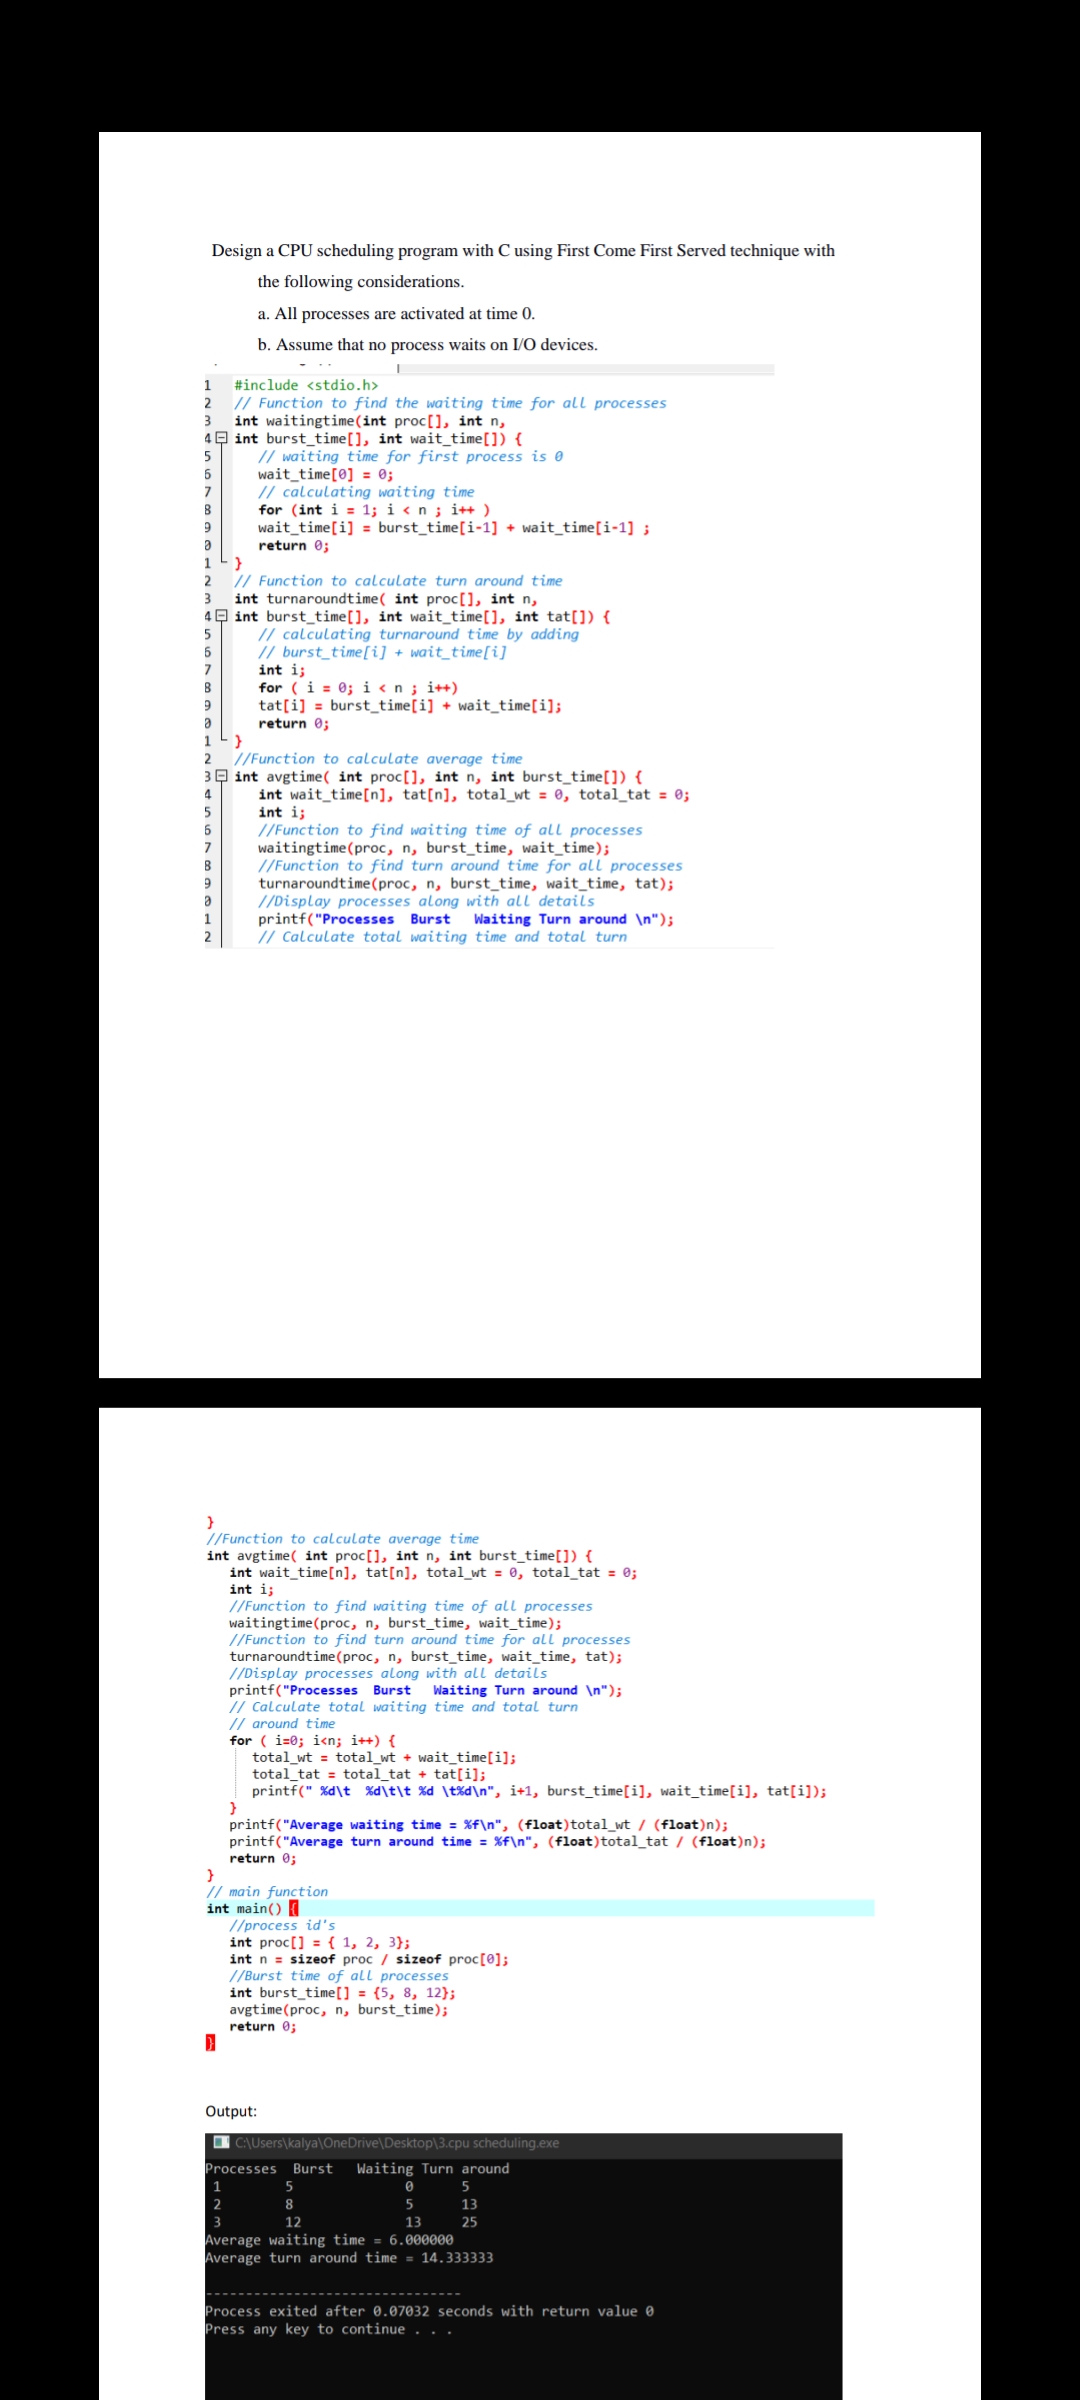 Design a CPU scheduling program with C using First Come First Served technique with
the following considerations.
a. All processes are activated at time 0.
b. Assume that no process waits on I/O devices.
1 #include <stdio.h>
2 // Function to find the waiting time for all processes
3 int waitingtime(int proc[], int n,
4 int burst_time[], int wait_time[]) {
5 // waiting time for first process is 0
6 wait_time[0] = 0;
7 // calculating waiting time
8 for (int i = 1; i < n ; i++ )
9 wait_time[i] = burst_time[i-1] + wait_time[i-1] ;
0 return 0;
1 }
2 // Function to calculate turn around time
3 int turnaroundtime( int proc[], int n,
4 int burst_time[], int wait_time[], int tat[]) {
5 // calculating turnaround time by adding
6 // burst_time[i] + wait_time[i]
7 int i;
8 for ( i = 0; i < n ; i++)
9 tat[i] = burst_time[i] + wait_time[i];
0 return 0;
1 }
2 //Function to calculate average time
3 int avgtime( int proc[], int n, int burst_time[]) {
4 int wait_time[n], tat[n], total_wt = 0, total_tat = 0;
5 int i;
6 //Function to find waiting time of all processes
7 waitingtime(proc, n, burst_time, wait_time);
8 //Function to find turn around time for all processes
9 turnaroundtime(proc, n, burst_time, wait_time, tat);
0 //Display processes along with all details
1 printf("Processes  Burst   Waiting Turn around \n");
2 // Calculate total waiting time and total turn
}
//Function to calculate average time
int avgtime( int proc[], int n, int burst_time[]) {
int wait_time[n], tat[n], total_wt = 0, total_tat = 0;
int i;
//Function to find waiting time of all processes
waitingtime(proc, n, burst_time, wait_time);
//Function to find turn around time for all processes
turnaroundtime(proc, n, burst_time, wait_time, tat);
//Display processes along with all details
printf("Processes  Burst   Waiting Turn around \n");
// Calculate total waiting time and total turn
// around time
for ( i=0; i<n; i++) {
total_wt = total_wt + wait_time[i];
total_tat = total_tat + tat[i];
printf(" %d\t  %d\t\t %d \t%d\n", i+1, burst_time[i], wait_time[i], tat[i]);
}
printf("Average waiting time = %f\n", (float)total_wt / (float)n);
printf("Average turn around time = %f\n", (float)total_tat / (float)n);
return 0;
}
// main function
int main() {
//process id's
int proc[] = { 1, 2, 3};
int n = sizeof proc / sizeof proc[0];
//Burst time of all processes
int burst_time[] = {5, 8, 12};
avgtime(proc, n, burst_time);
return 0;
}
Output:
C:\Users\kalya\OneDrive\Desktop\3.cpu scheduling.exe
Processes  Burst   Waiting Turn around
1 5 0 5
2 8 5 13
3 12 13 25
Average waiting time = 6.000000
Average turn around time = 14.333333
--------------------------------
Process exited after 0.07032 seconds with return value 0
Press any key to continue . . .